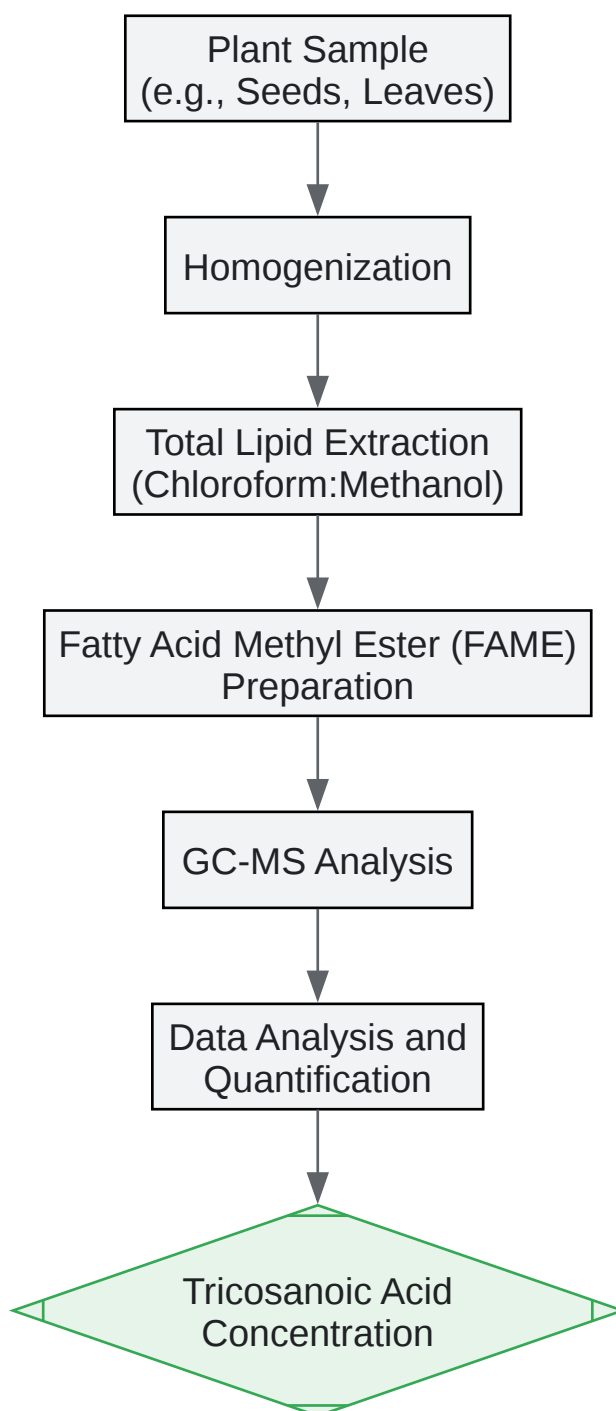 Plant Sample
(e.g., Seeds, Leaves)
Homogenization
Total Lipid Extraction
(Chloroform:Methanol)
Fatty Acid Methyl Ester (FAME)
Preparation
GC-MS Analysis
Data Analysis and
Quantification
Tricosanoic Acid
Concentration